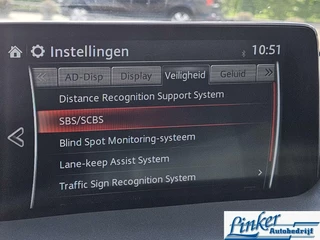 Instellingen 10:51
AD-Disp Display Veiligheid Geluid
Distance Recognition Support System
SBS/SCBS
Blind Spot Monitoring-systeem
Lane-keep Assist System
Traffic Sign Recognition System
Linker
Autobedrijf